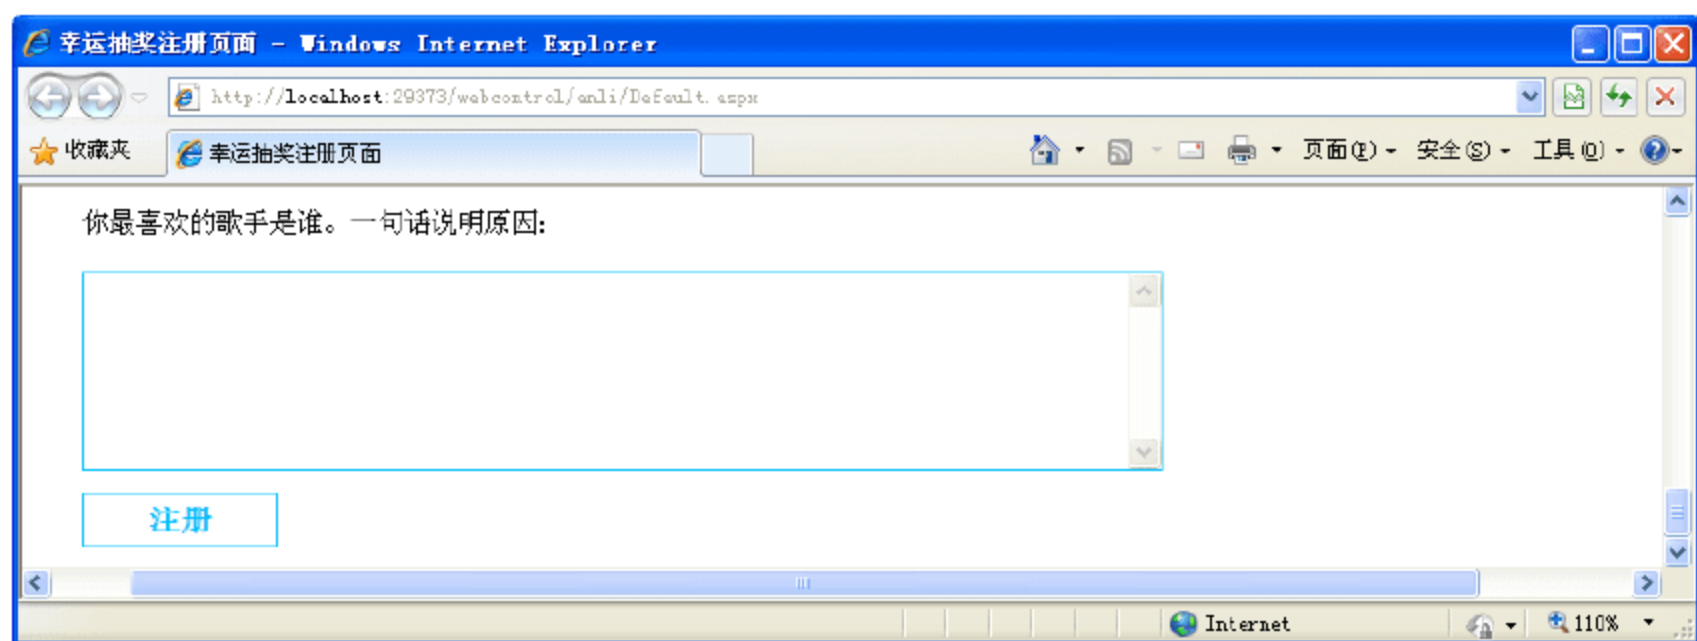 幸运抽奖注册页面 - Windows Internet Explorer
http://localhost:29373/webcontrol/anli/Default.aspx
收藏夹 幸运抽奖注册页面 页面(P) 安全(S) 工具(O)
你最喜欢的歌手是谁。一句话说明原因:
注册
Internet 110%